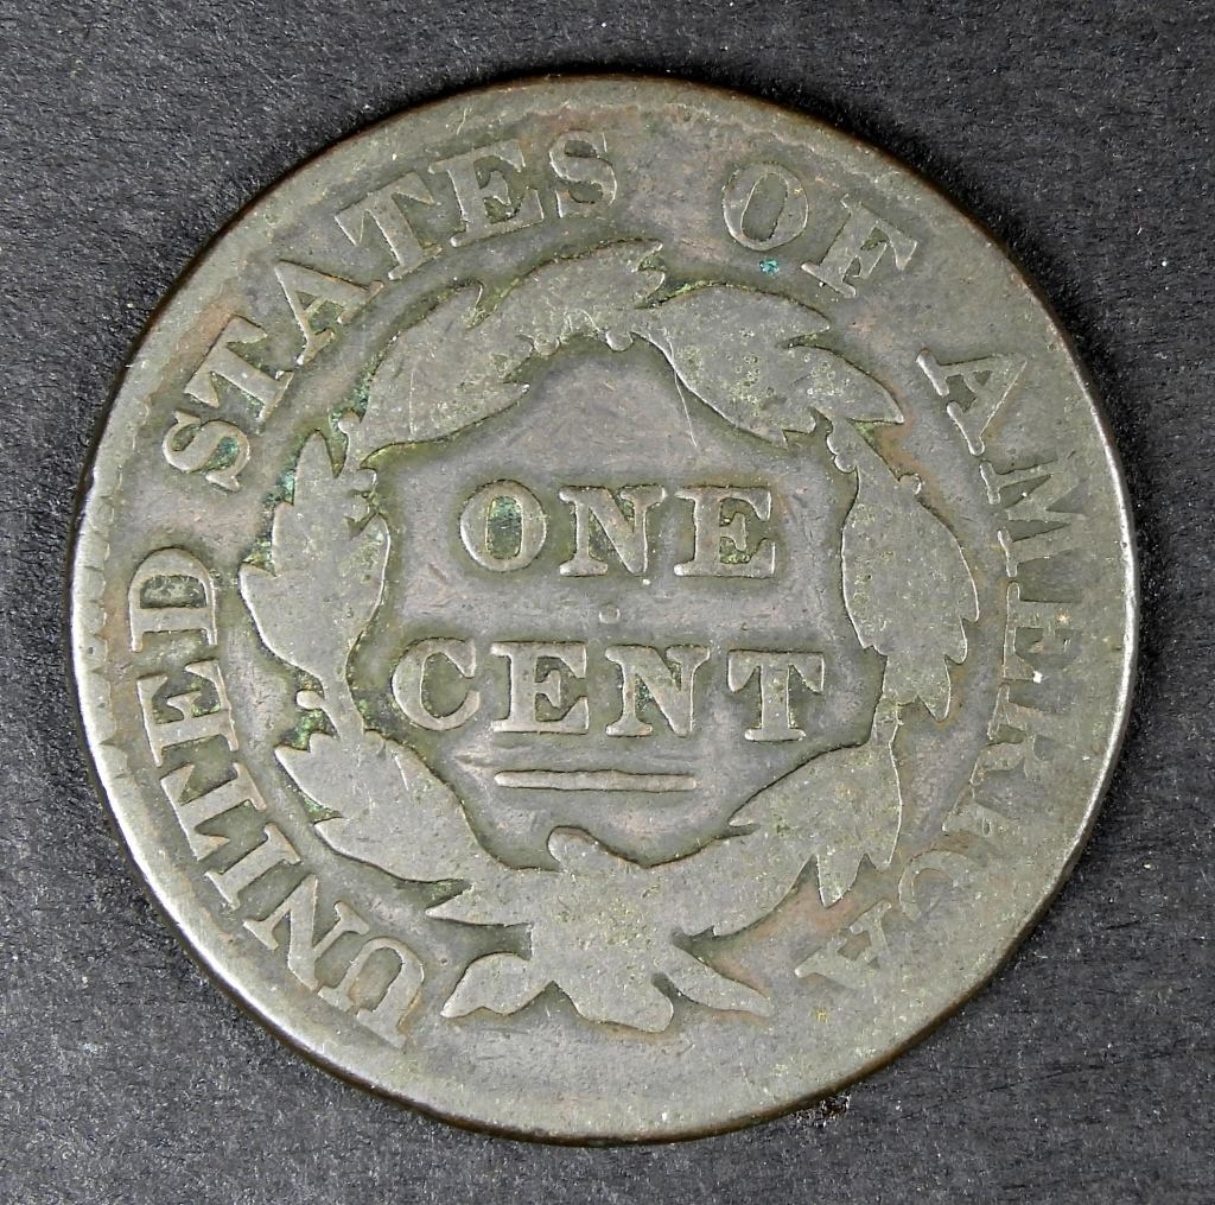 UNITED STATES OF AMERICA
ONE
CENT